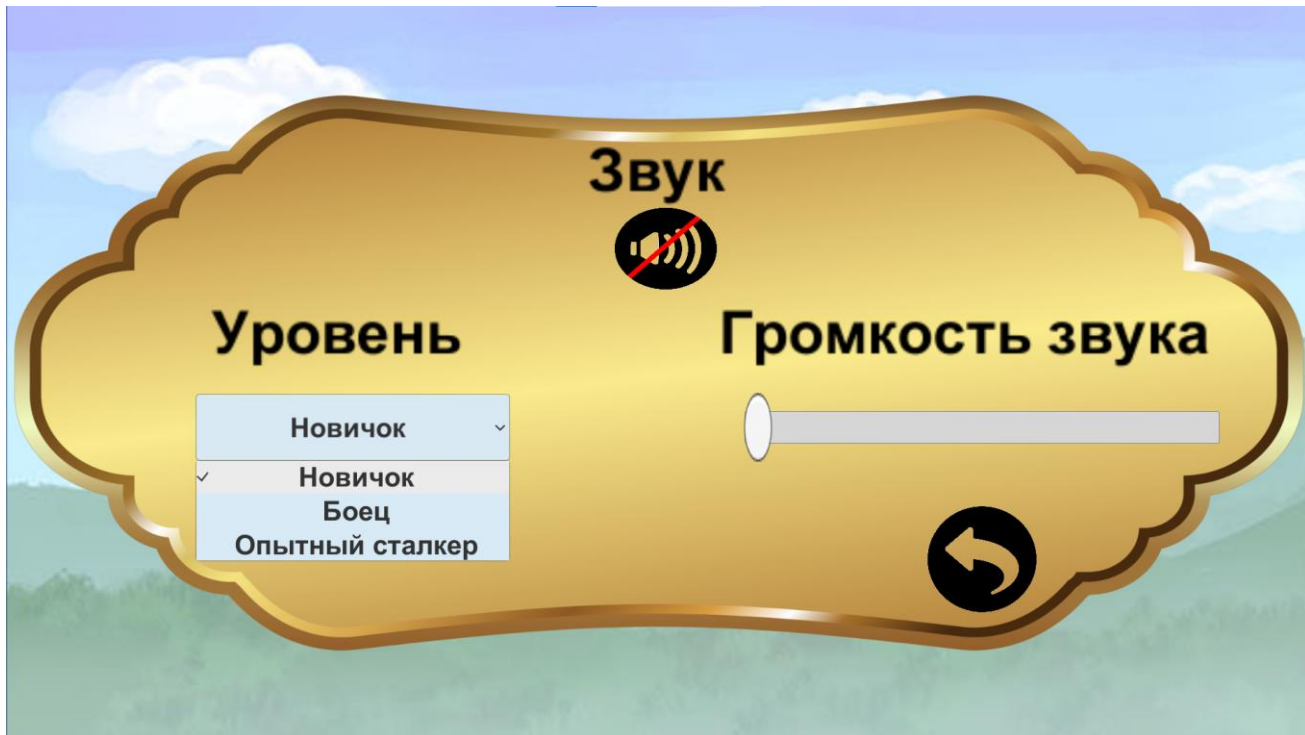 Звук
Уровень
Громкость звука
Новичок
Новичок
Боец
Опытный сталкер